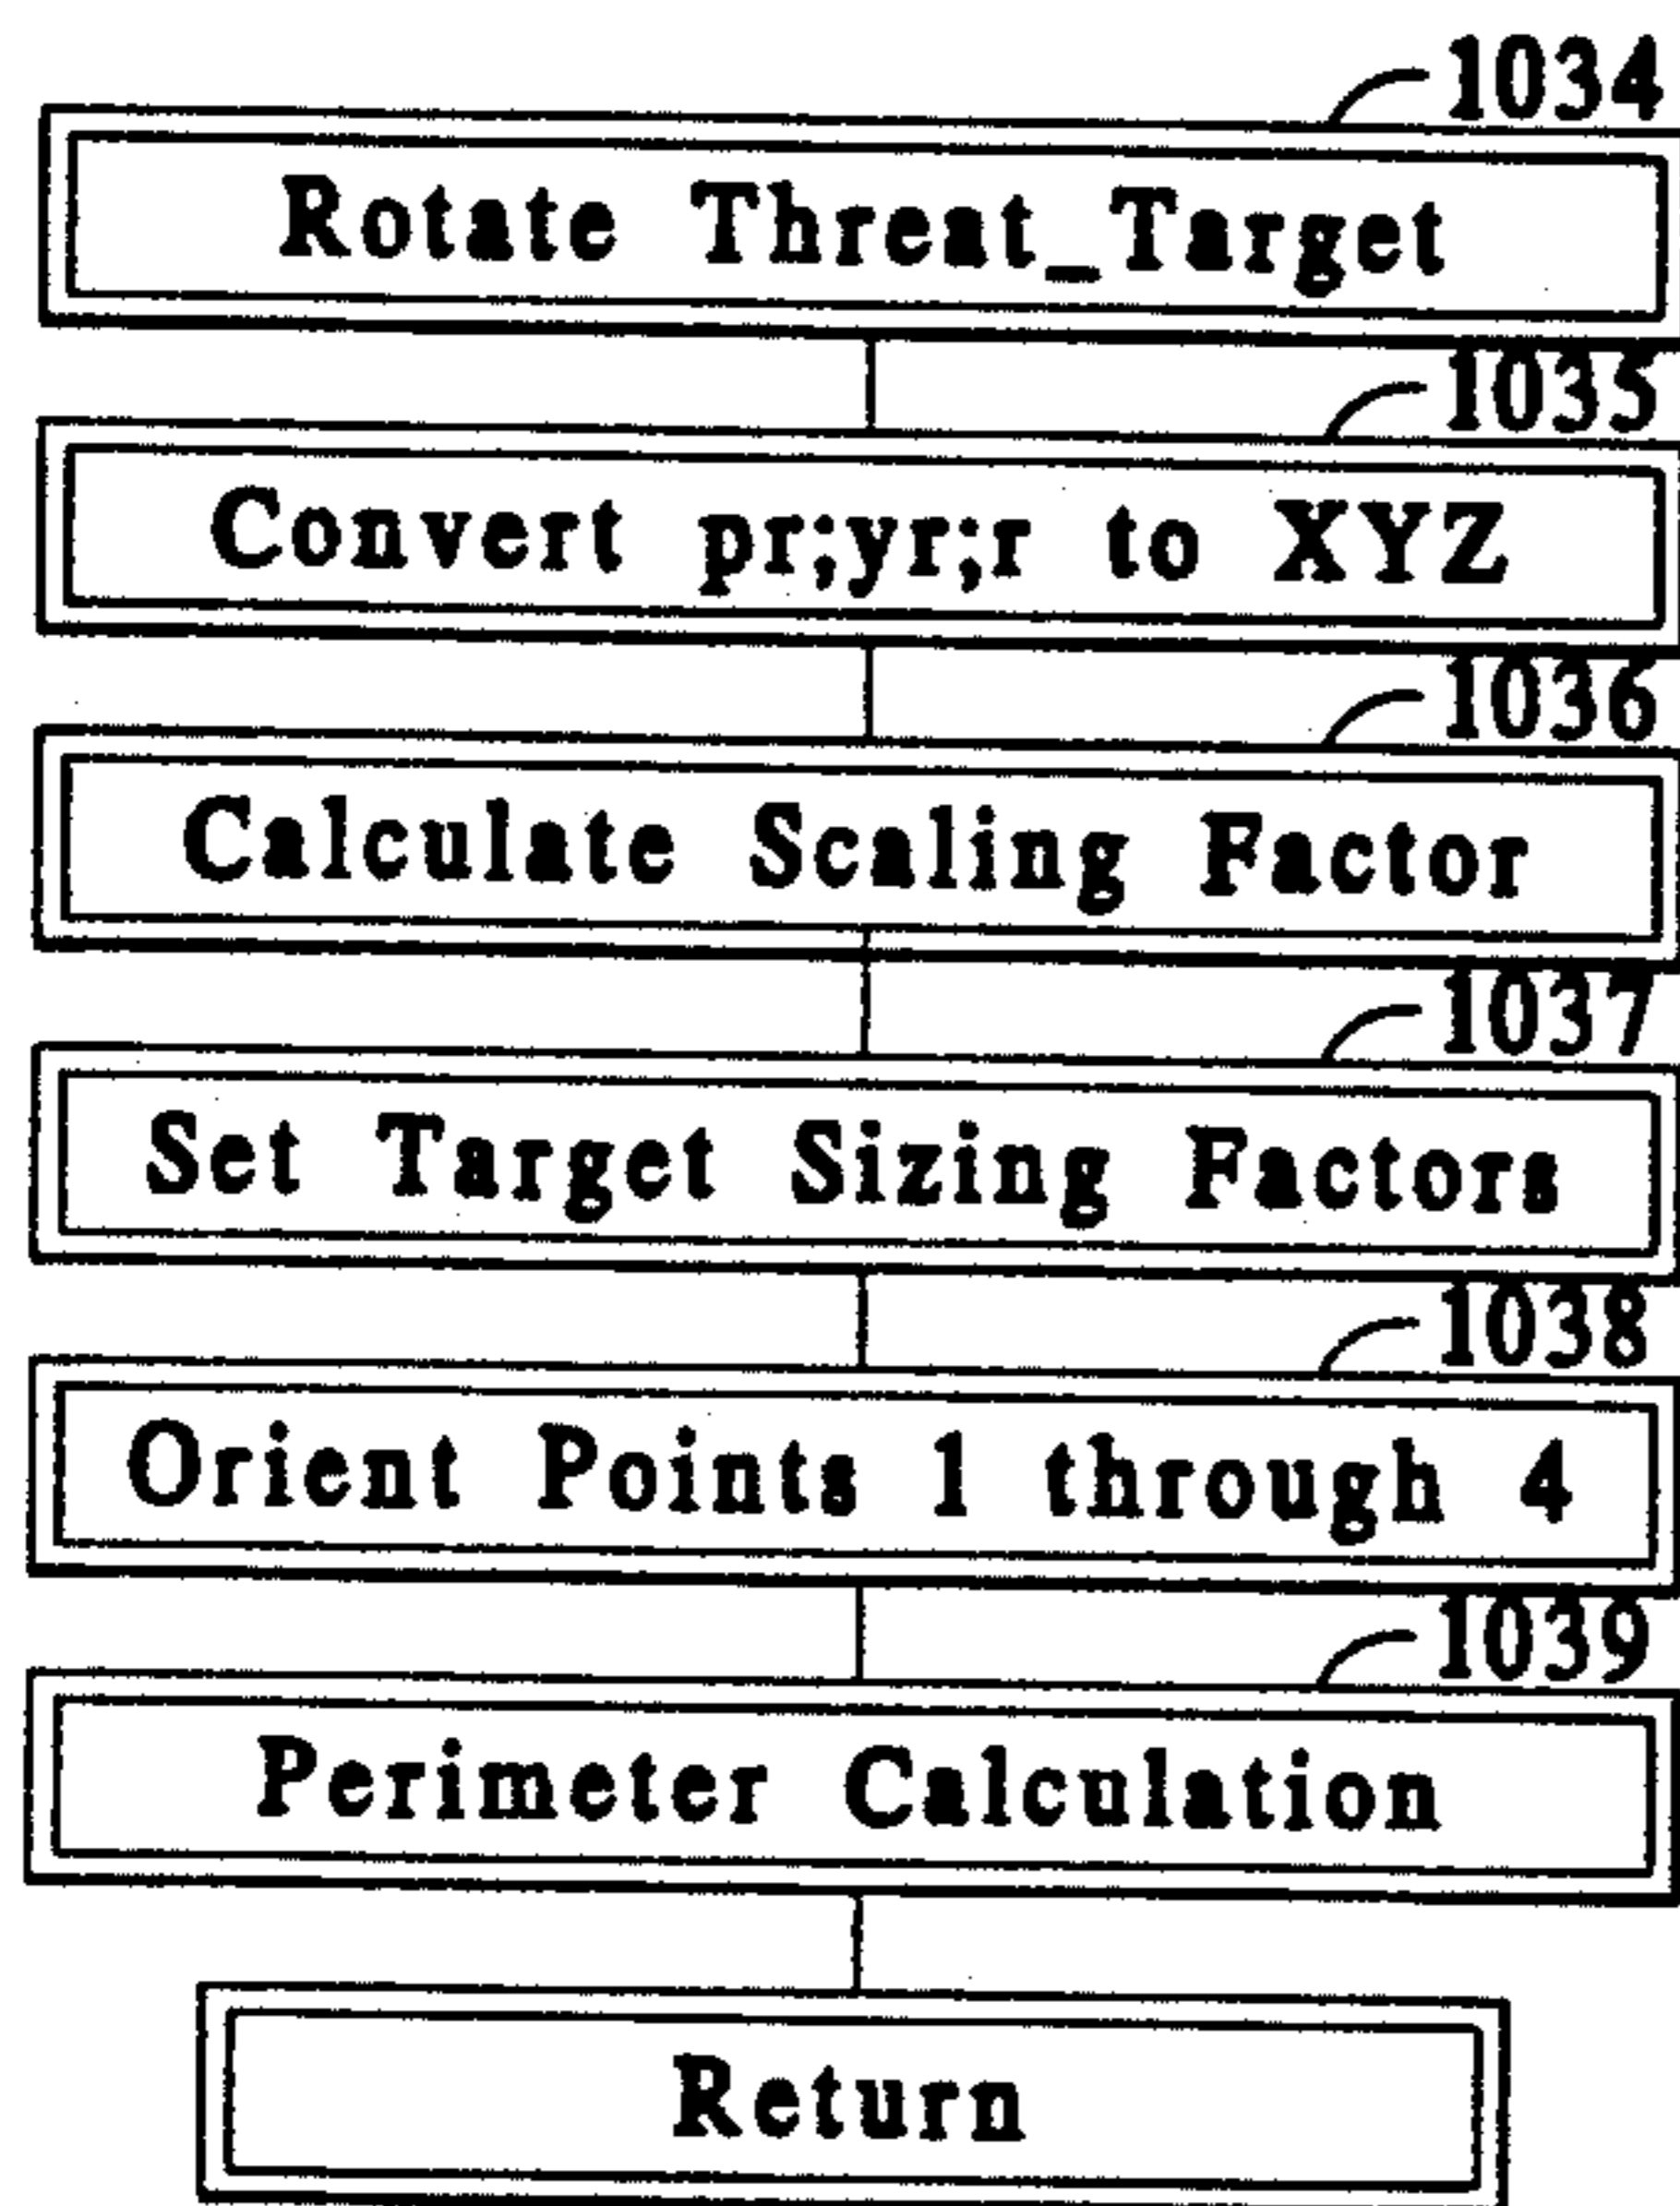 1034
Rotate Threat_Target
1035
Convert pr;yr;r to XYZ
1036
Calculate Scaling Factor
1037
Set Target Sizing Factors
1038
Orient Points 1 through 4
1039
Perimeter Calculation
Return